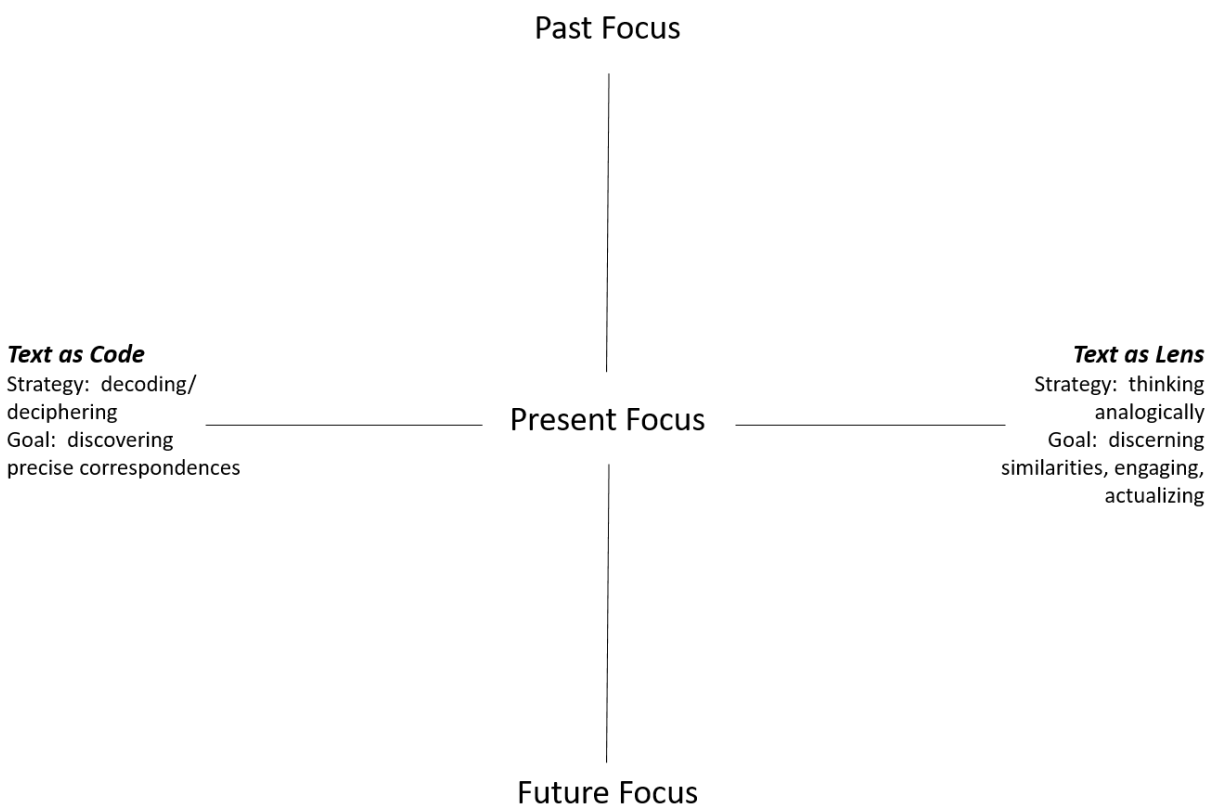 Past Focus
Text as Code
Strategy:  decoding/
deciphering
Goal:  discovering
precise correspondences
Present Focus
Text as Lens
Strategy:  thinking
analogically
Goal:  discerning
similarities, engaging,
actualizing
Future Focus